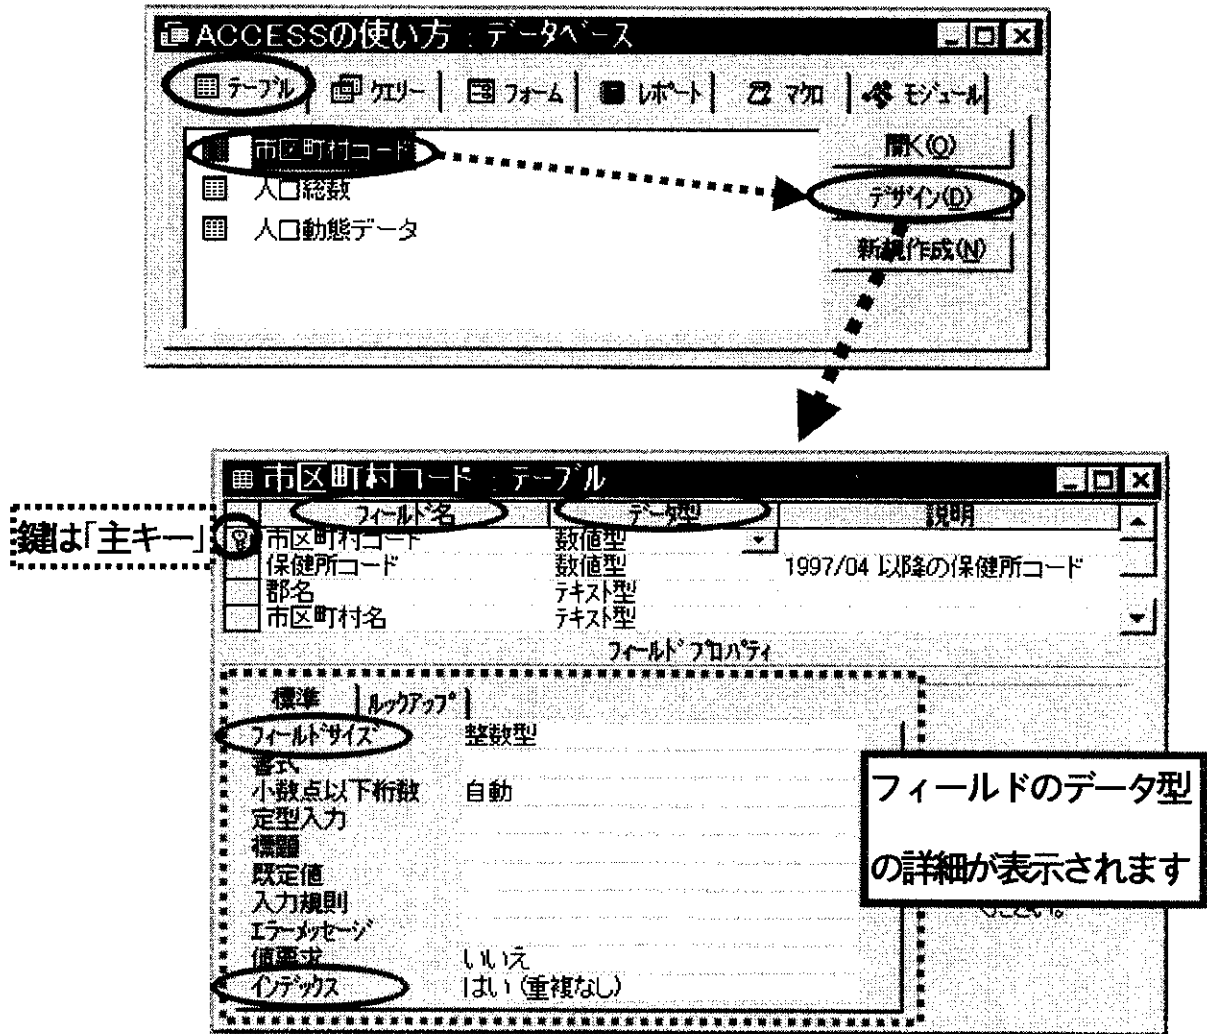 ACCESSの使い方 : データベース
テーブル クエリー フォーム レポート マクロ モジュール
市区町村コード
人口総数
人口動態データ
開く(O)
デザイン(D)
新規作成(N)
市区町村コード : テーブル
鍵は「主キー」
フィールド名 データ型 説明
市区町村コード 数値型
保健所コード 数値型 1997/04 以降の保健所コード
郡名 テキスト型
市区町村名 テキスト型
フィールド プロパティ
標準 ルックアップ
フィールドサイズ 整数型
書式
小数点以下桁数 自動
定型入力
標題
既定値
入力規則
エラーメッセージ
値要求 いいえ
インデックス はい (重複なし)
フィールドのデータ型
の詳細が表示されます